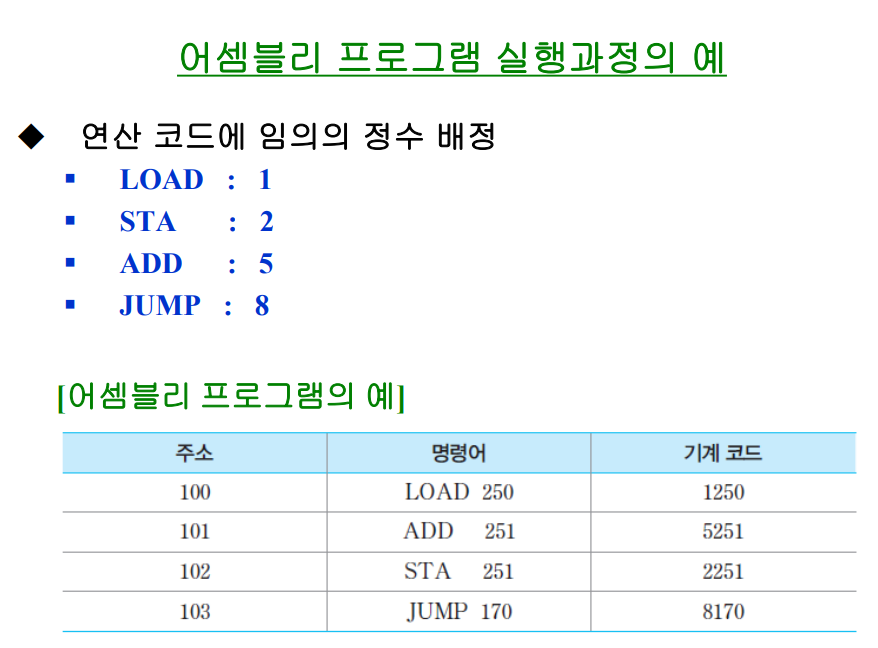 어셈블리 프로그램 실행과정의 예
◆ 연산 코드에 임의의 정수 배정
▪ LOAD : 1
▪ STA : 2
▪ ADD : 5
▪ JUMP : 8
[어셈블리 프로그램의 예]
주소 명령어 기계 코드
100 LOAD 250 1250
101 ADD 251 5251
102 STA 251 2251
103 JUMP 170 8170